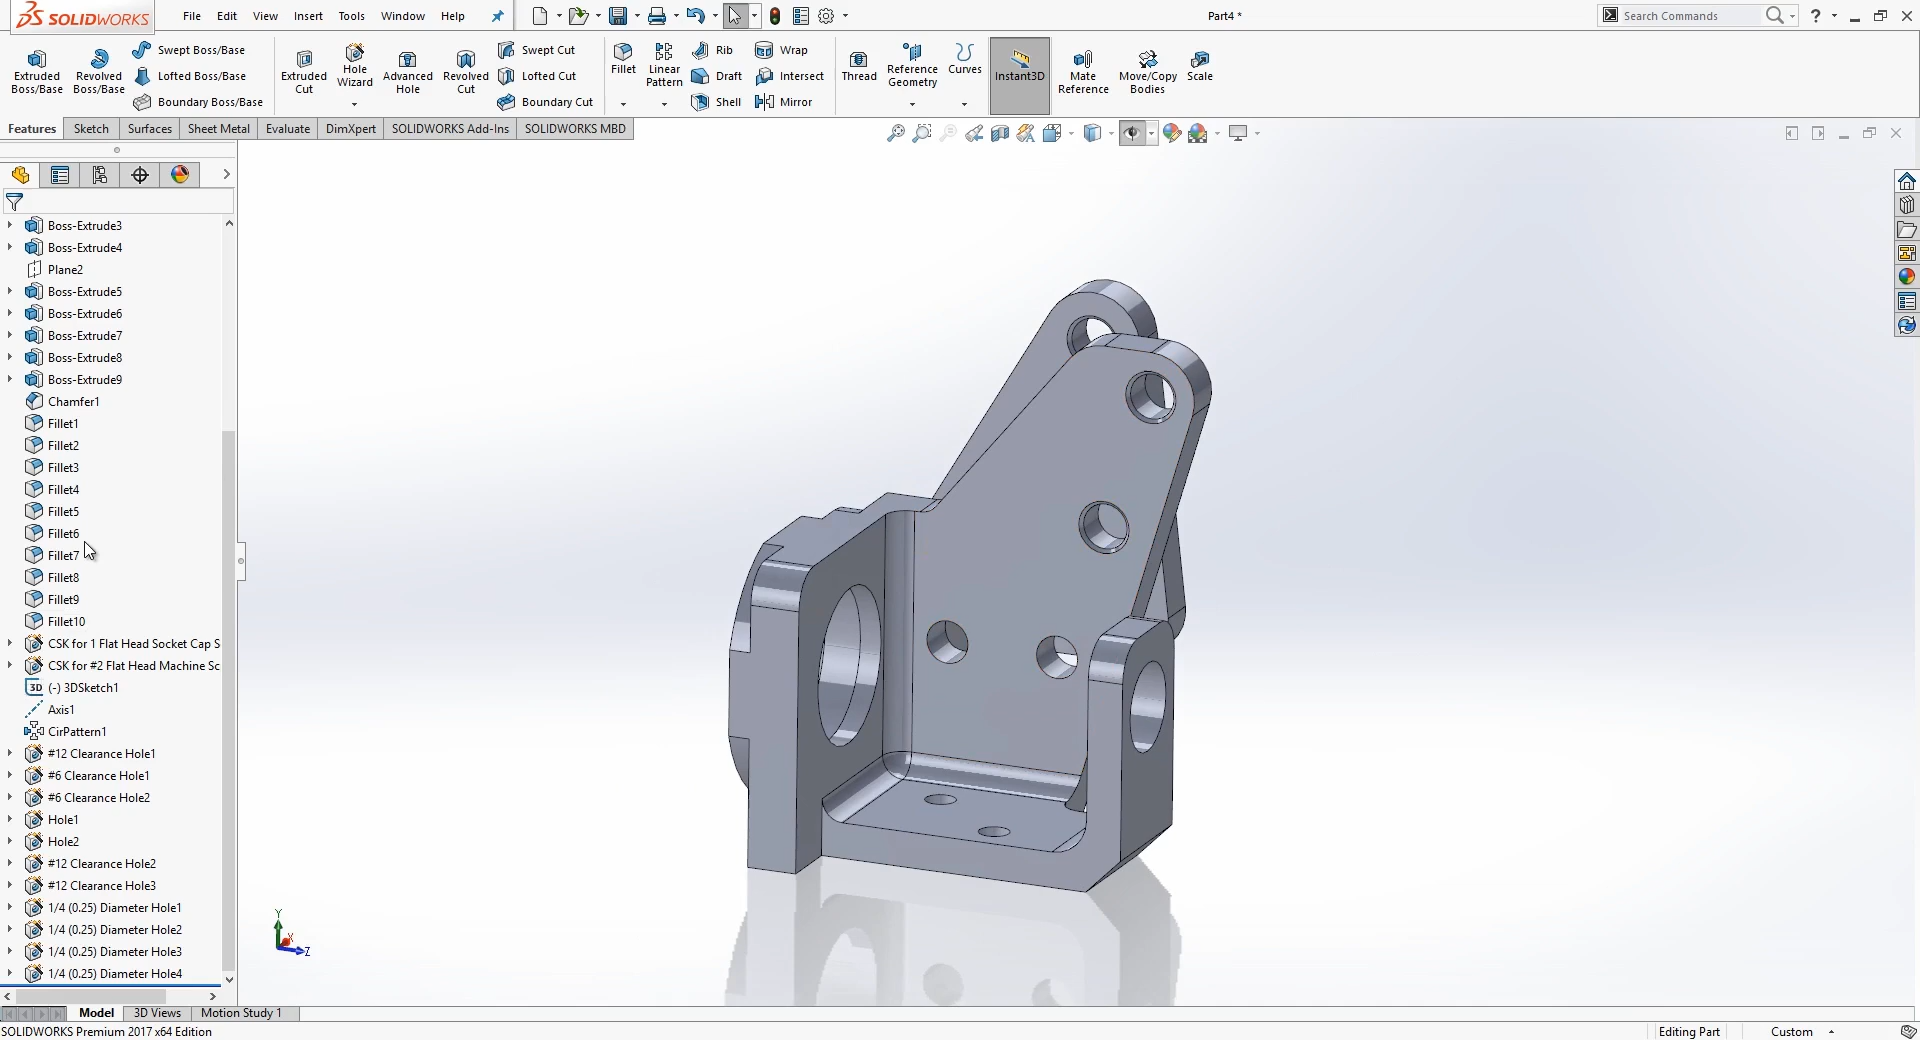 SOLIDWORKS File Edit View Insert Tools Window Help Part4 * Search Commands ?
Extruded Boss/Base
Revolved Boss/Base
Swept Boss/Base
Lofted Boss/Base
Boundary Boss/Base
Extruded Cut
Hole Wizard
Advanced Hole
Revolved Cut
Swept Cut
Lofted Cut
Boundary Cut
Fillet
Linear Pattern
Rib
Draft
Shell
Wrap
Intersect
Mirror
Thread
Reference Geometry
Curves
Instant3D
Mate Reference
Move/Copy Bodies
Scale
Features Sketch Surfaces Sheet Metal Evaluate DimXpert SOLIDWORKS Add-Ins SOLIDWORKS MBD
Boss-Extrude3
Boss-Extrude4
Plane2
Boss-Extrude5
Boss-Extrude6
Boss-Extrude7
Boss-Extrude8
Boss-Extrude9
Chamfer1
Fillet1
Fillet2
Fillet3
Fillet4
Fillet5
Fillet6
Fillet7
Fillet8
Fillet9
Fillet10
CSK for 1 Flat Head Socket Cap S
CSK for #2 Flat Head Machine Sc
3D (-) 3DSketch1
Axis1
CirPattern1
#12 Clearance Hole1
#6 Clearance Hole1
#6 Clearance Hole2
Hole1
Hole2
#12 Clearance Hole2
#12 Clearance Hole3
1/4 (0.25) Diameter Hole1
1/4 (0.25) Diameter Hole2
1/4 (0.25) Diameter Hole3
1/4 (0.25) Diameter Hole4
Y
X
Z
Model 3D Views Motion Study 1
SOLIDWORKS Premium 2017 x64 Edition Editing Part Custom